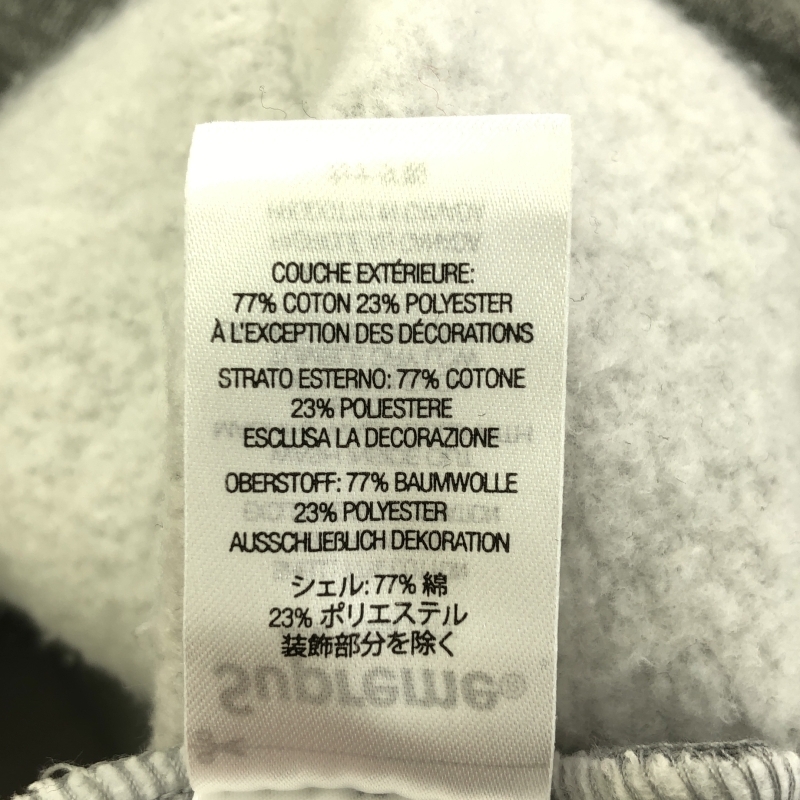 COUCHE EXTÉRIEURE:
77% COTON 23% POLYESTER
À L'EXCEPTION DES DÉCORATIONS
STRATO ESTERNO: 77% COTONE
23% POLIESTERE
ESCLUSA LA DECORAZIONE
OBERSTOFF: 77% BAUMWOLLE
23% POLYESTER
AUSSCHLIEßLICH DEKORATION
シェル: 77% 綿
23% ポリエステル
装飾部分を除く
Supreme®